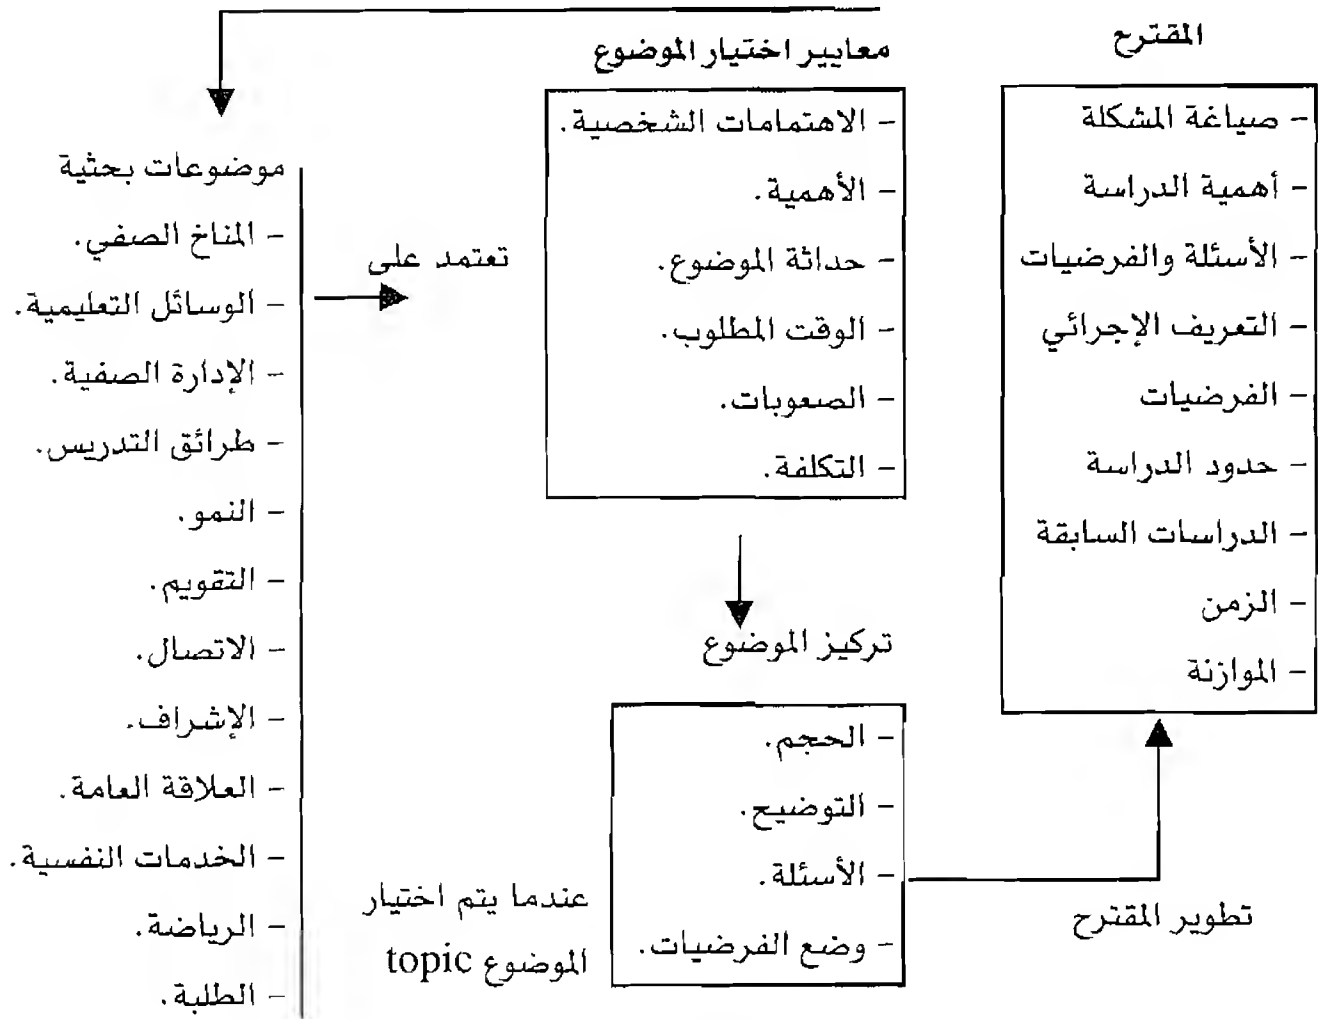 المقترح
- صياغة المشكلة
- أهمية الدراسة
- الأسئلة والفرضيات
- التعريف الإجرائي
- الفرضيات
- حدود الدراسة
- الدراسات السابقة
- الزمن
- الموازنة
تطوير المقترح
معايير اختيار الموضوع
- الاهتمامات الشخصية.
- الأهمية.
- حداثة الموضوع.
- الوقت المطلوب.
- الصعوبات.
- التكلفة.
تركيز الموضوع
- الحجم.
- التوضيح.
- الأسئلة.
- وضع الفرضيات.
عندما يتم اختيار
الموضوع topic
تعتمد على
موضوعات بحثية
- المناخ الصفي.
- الوسائل التعليمية.
- الإدارة الصفية.
- طرائق التدريس.
- النمو.
- التقويم.
- الاتصال.
- الإشراف.
- العلاقة العامة.
- الخدمات النفسية.
- الرياضة.
- الطلبة.